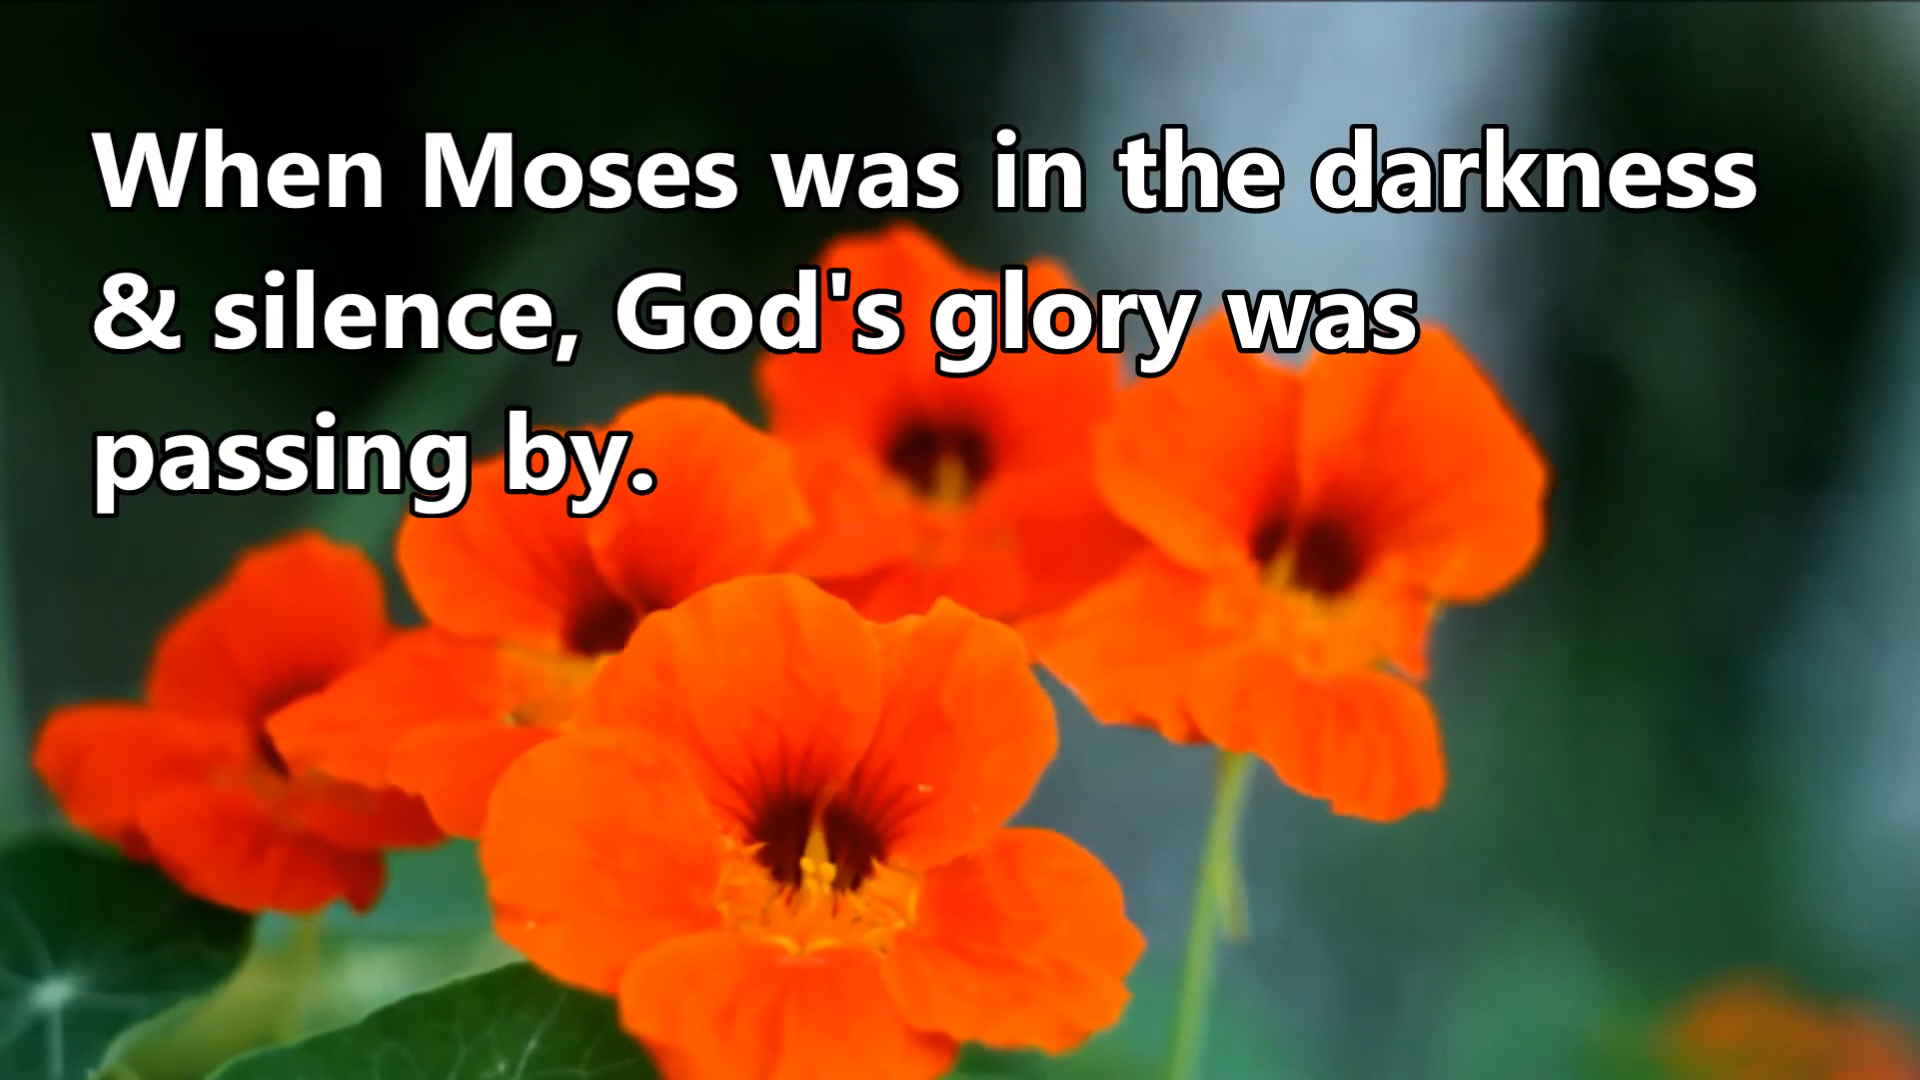 When Moses was in the darkness
& silence, God's glory was
passing by.